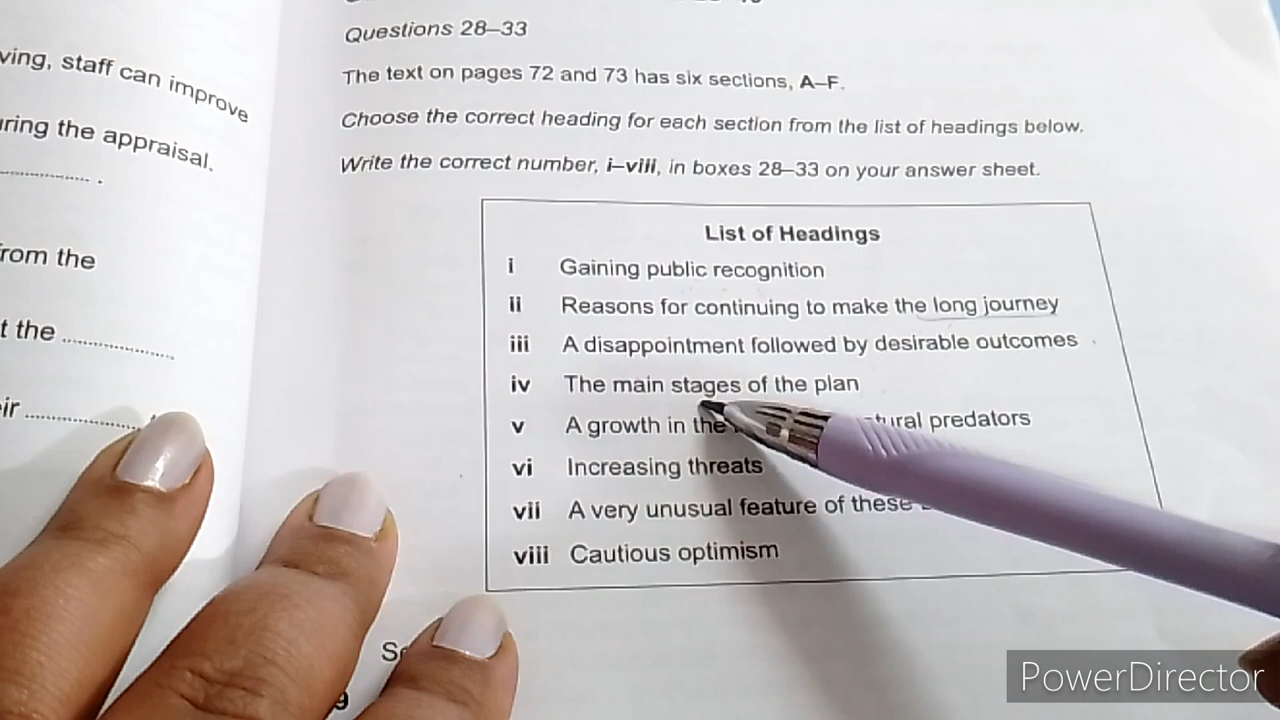 ving, staff can improve
uring the appraisal.
rom the
t the
eir
Questions 28–33
The text on pages 72 and 73 has six sections, A–F.
Choose the correct heading for each section from the list of headings below.
Write the correct number, i–viii, in boxes 28–33 on your answer sheet.
List of Headings
i Gaining public recognition
ii Reasons for continuing to make the long journey
iii A disappointment followed by desirable outcomes
iv The main stages of the plan
v A growth in the tural predators
vi Increasing threats
vii A very unusual feature of these
viii Cautious optimism
PowerDirector